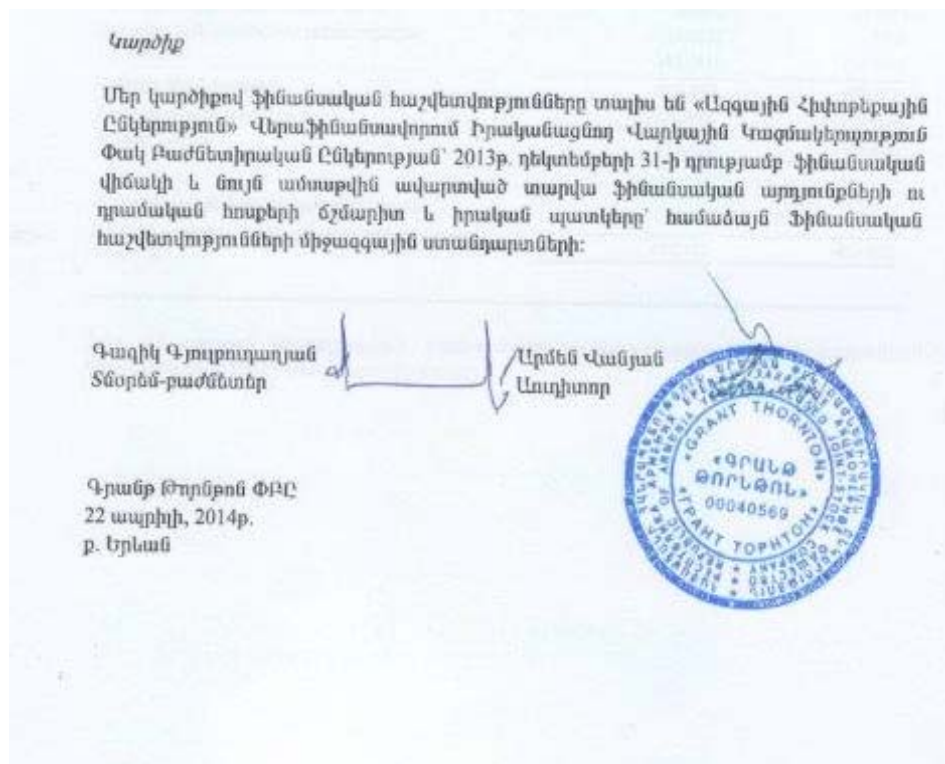 Կարծիք
Մեր կարծիքով ֆինանսական հաշվետվությունները տալիս են «Ազգային Հիփոթեքային
Ընկերություն» Վերաֆինանսավորում Իրականացնող Վարկային Կազմակերպություն
Փակ Բաժնետիրական Ընկերության՝ 2013թ. դեկտեմբերի 31-ի դրությամբ ֆինանսական
վիճակի և նույն ամսաթվին ավարտված տարվա ֆինանսական արդյունքների ու
դրամական հոսքերի ճշմարիտ և իրական պատկերը՝ համաձայն Ֆինանսական
հաշվետվությունների միջազգային ստանդարտների:
Գագիկ Գյուլբուդաղյան
Տնօրեն-բաժնետեր
Արմեն Վանյան
Աուդիտոր
GRANT THORNTON
«ԳՐԱՆԹ
ԹՈՐՆԹՈՆ»
00040569
«ГРАНТ ТОРНТОН»
Գրանթ Թորնթոն ՓԲԸ
22 ապրիլի, 2014թ.
ք. Երևան